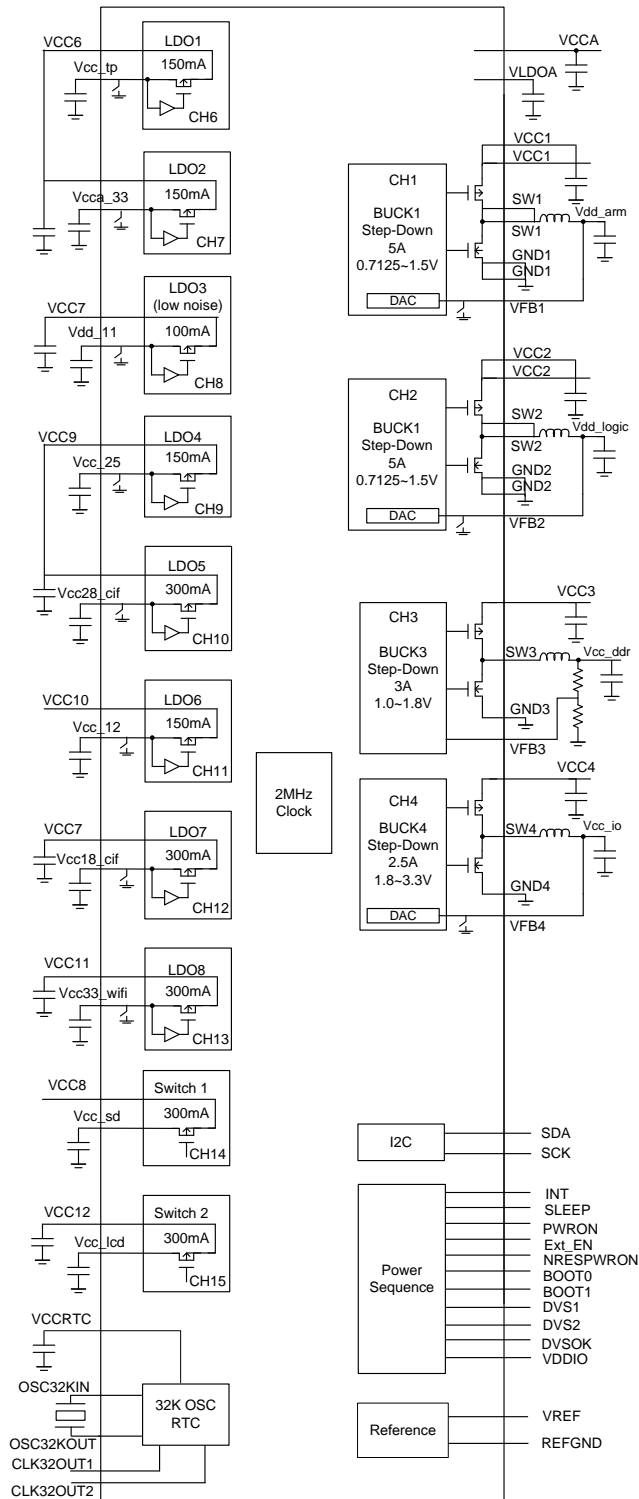 VCC6
LDO1
Vcc_tp
150mA
CH6
LDO2
Vcca_33
150mA
CH7
LDO3
(low noise)
VCC7
Vdd_11
100mA
CH8
VCC9
LDO4
Vcc_25
150mA
CH9
LDO5
Vcc28_cif
300mA
CH10
VCC10
LDO6
Vcc_12
150mA
CH11
VCC7
LDO7
Vcc18_cif
300mA
CH12
VCC11
LDO8
Vcc33_wifi
300mA
CH13
VCC8
Switch 1
Vcc_sd
300mA
CH14
VCC12
Switch 2
Vcc_lcd
300mA
CH15
VCCRTC
OSC32KIN
32K OSC
RTC
OSC32KOUT
CLK32OUT1
CLK32OUT2
2MHz
Clock
VCCA
VLDOA
CH1
BUCK1
Step-Down
5A
0.7125~1.5V
DAC
VCC1
VCC1
SW1
SW1
Vdd_arm
GND1
GND1
VFB1
CH2
BUCK1
Step-Down
5A
0.7125~1.5V
DAC
VCC2
VCC2
SW2
SW2
Vdd_logic
GND2
GND2
VFB2
CH3
BUCK3
Step-Down
3A
1.0~1.8V
VCC3
SW3
Vcc_ddr
GND3
VFB3
CH4
BUCK4
Step-Down
2.5A
1.8~3.3V
DAC
VCC4
SW4
Vcc_io
GND4
VFB4
I2C
SDA
SCK
Power
Sequence
INT
SLEEP
PWRON
Ext_EN
NRESPWRON
BOOT0
BOOT1
DVS1
DVS2
DVSOK
VDDIO
Reference
VREF
REFGND